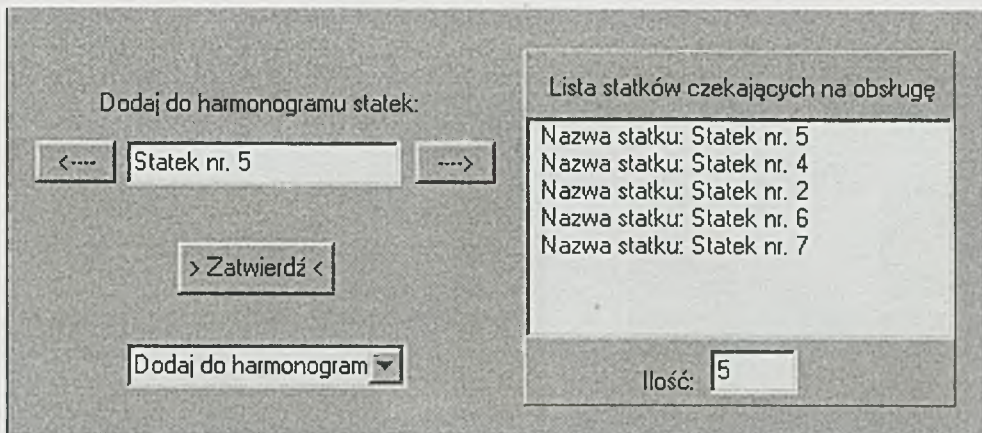 Dodaj do harmonogramu statek:
<---- Statek nr. 5 ---->
> Zatwierdź <
Dodaj do harmonogram
Lista statków czekających na obsługę
Nazwa statku: Statek nr. 5
Nazwa statku: Statek nr. 4
Nazwa statku: Statek nr. 2
Nazwa statku: Statek nr. 6
Nazwa statku: Statek nr. 7
Ilość: 5